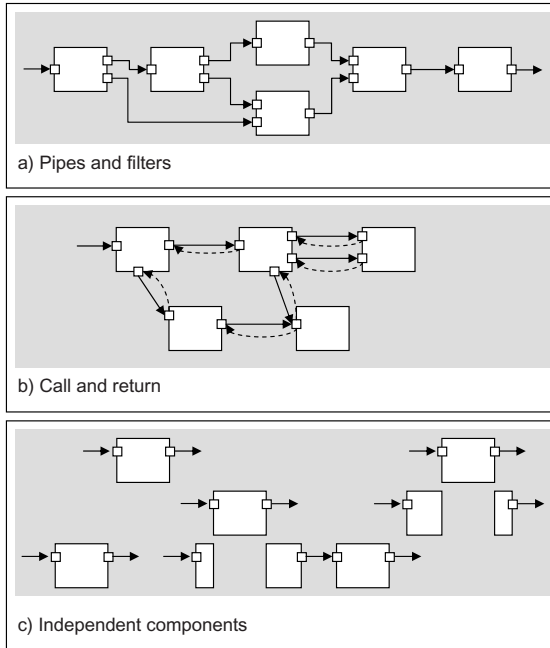 a) Pipes and filters
b) Call and return
c) Independent components